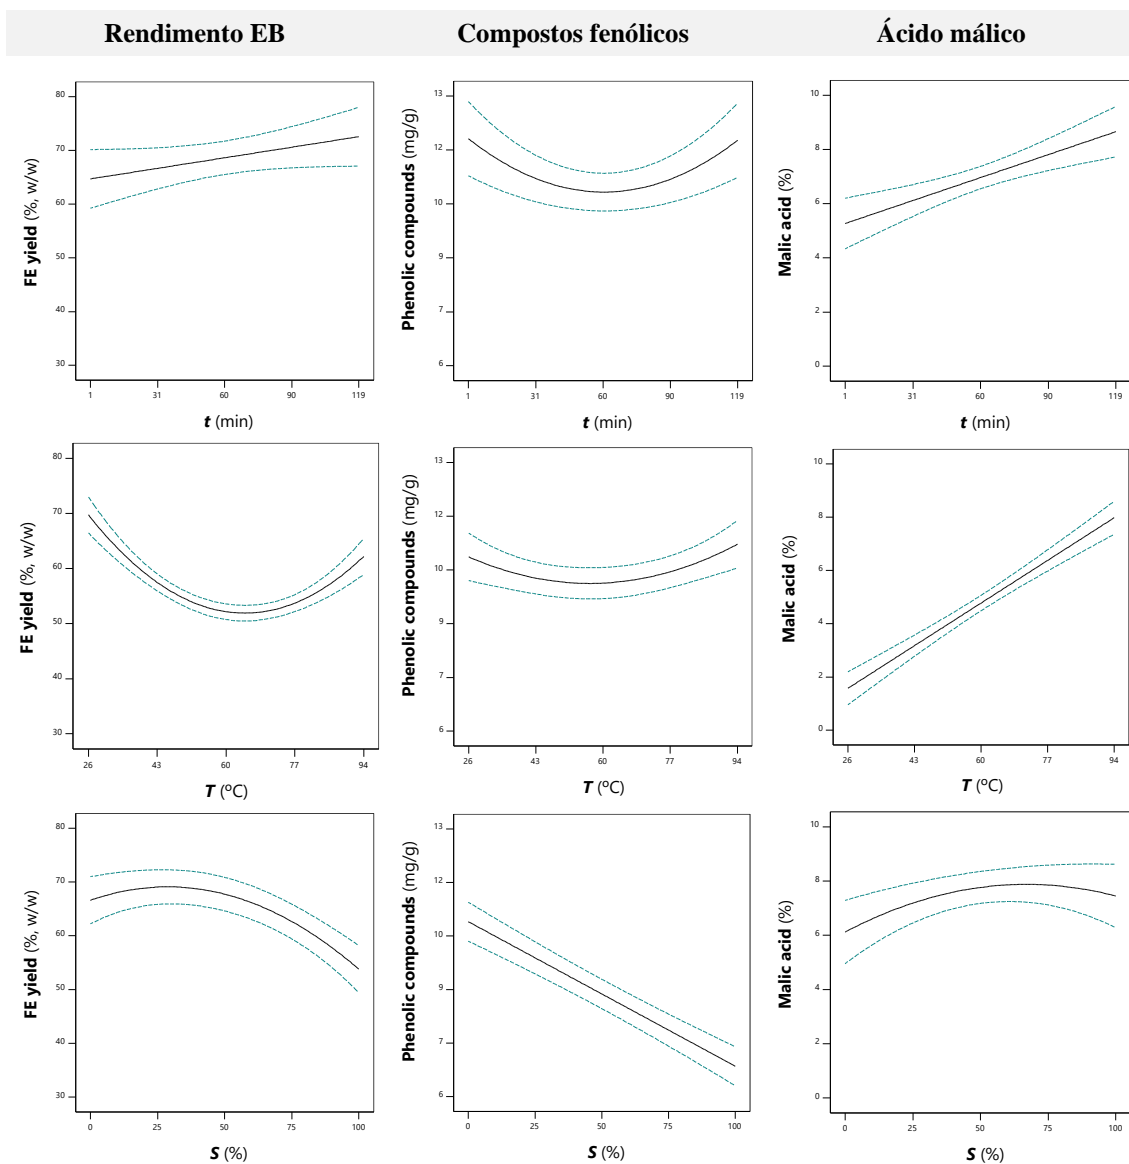 Rendimento EB Compostos fenólicos Ácido málico
FE yield (%, w/w)
80
70
60
50
40
30
1 31 60 90 119
t (min)
Phenolic compounds (mg/g)
13
12
10
9
7
6
1 31 60 90 119
t (min)
Malic acid (%)
10
8
6
4
2
0
1 31 60 90 119
t (min)
FE yield (%, w/w)
80
70
60
50
40
30
26 43 60 77 94
T (ºC)
Phenolic compounds (mg/g)
13
12
10
9
7
6
26 43 60 77 94
T (ºC)
Malic acid (%)
10
8
6
4
2
0
26 43 60 77 94
T (ºC)
FE yield (%, w/w)
80
70
60
50
40
30
0 25 50 75 100
S (%)
Phenolic compounds (mg/g)
13
12
10
9
7
6
0 25 50 75 100
S (%)
Malic acid (%)
10
8
6
4
2
0
0 25 50 75 100
S (%)